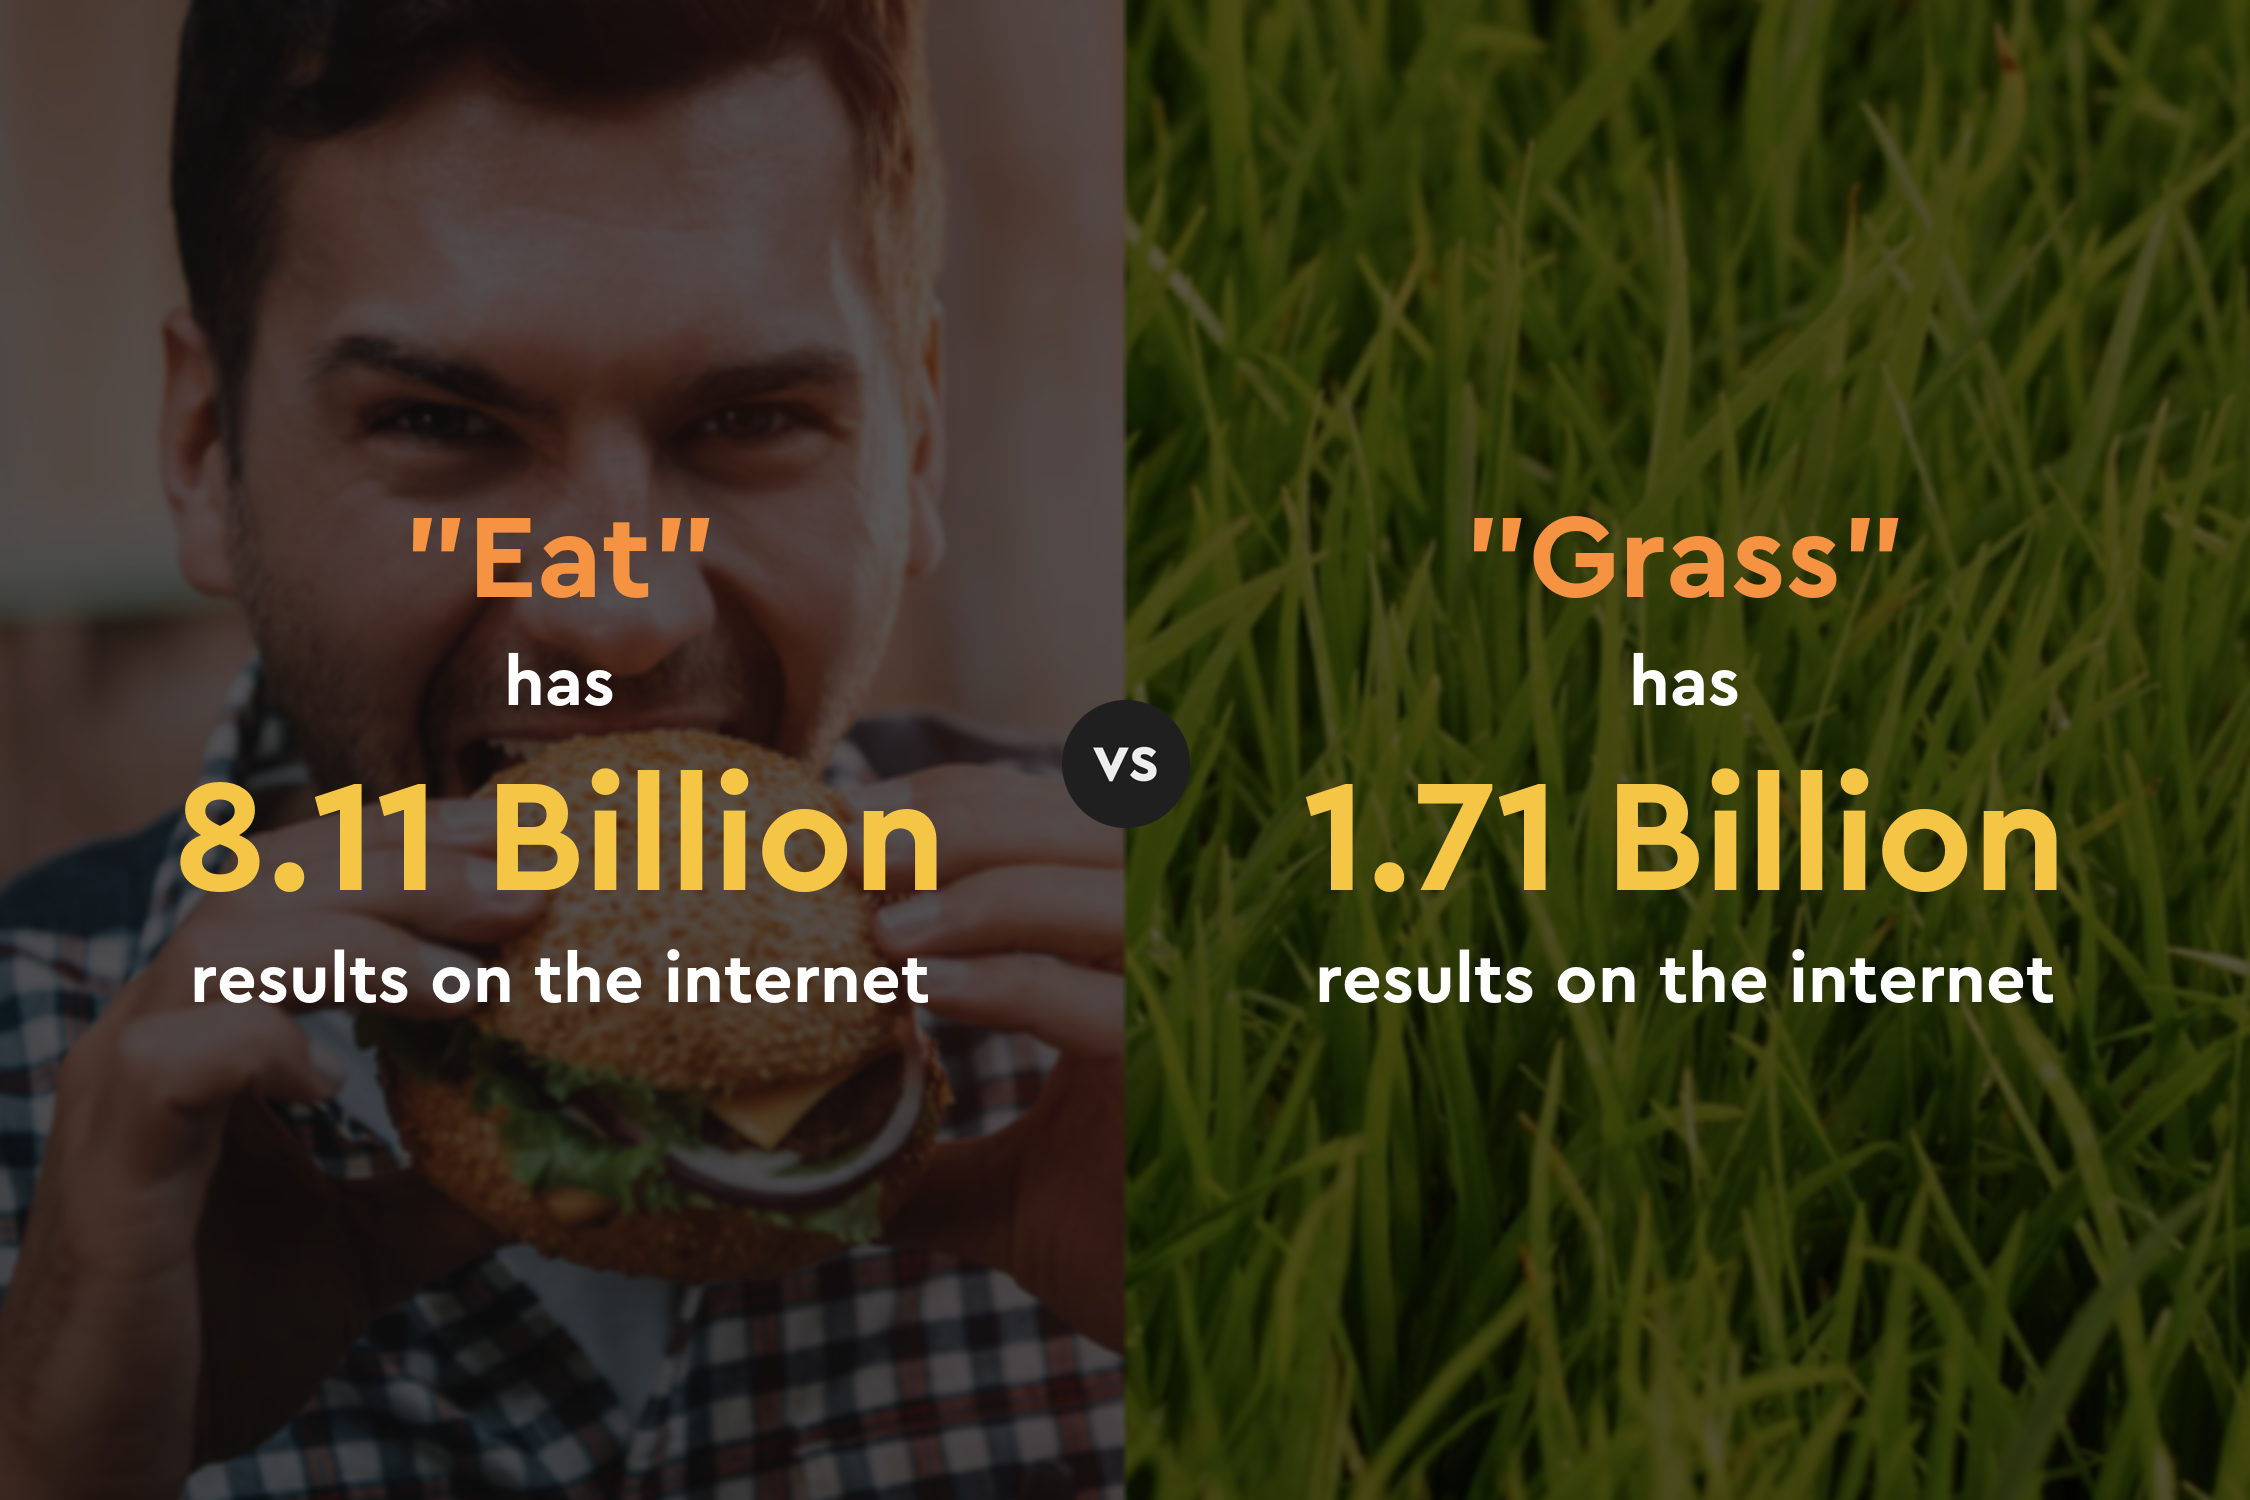 "Eat"
has
8.11 Billion
results on the internet
vs
"Grass"
has
1.71 Billion
results on the internet